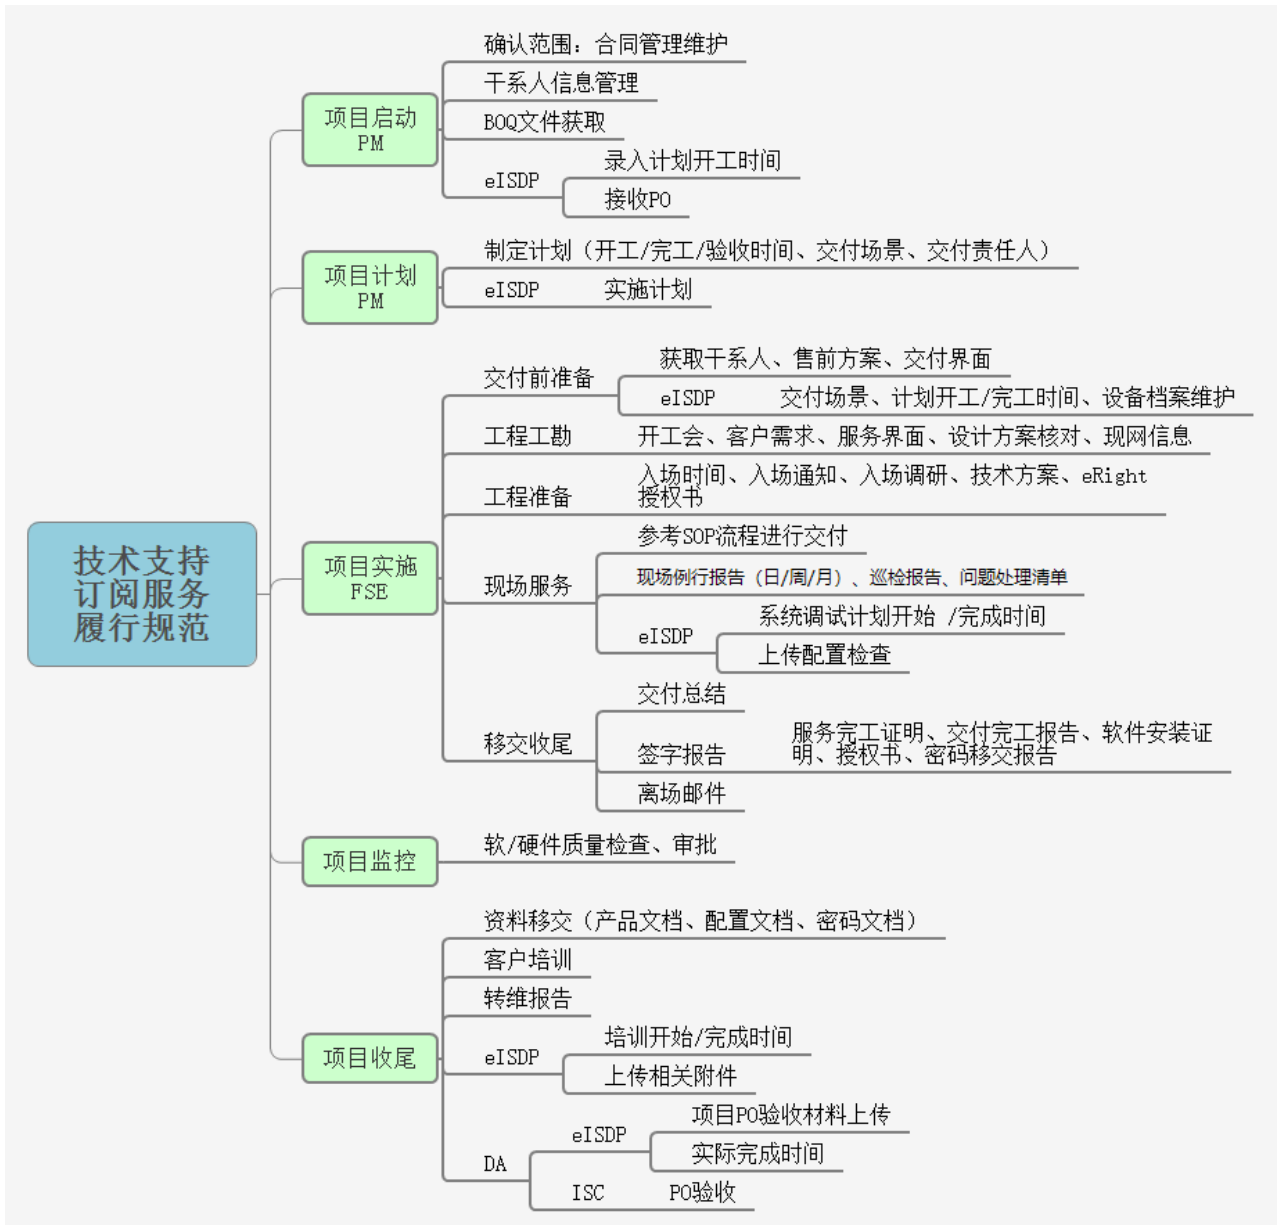 确认范围：合同管理维护
干系人信息管理
项目启动
PM
BOQ文件获取
eISDP
录入计划开工时间
接收PO
制定计划（开工/完工/验收时间、交付场景、交付责任人）
项目计划
PM
eISDP
实施计划
获取干系人、售前方案、交付界面
交付前准备
eISDP
交付场景、计划开工/完工时间、设备档案维护
工程工勘
开工会、客户需求、服务界面、设计方案核对、现网信息
工程准备
入场时间、入场通知、入场调研、技术方案、eRight
授权书
技术支持
订阅服务
履行规范
项目实施
FSE
现场服务
参考SOP流程进行交付
现场例行报告（日/周/月）、巡检报告、问题处理清单
eISDP
系统调试计划开始 /完成时间
上传配置检查
移交收尾
交付总结
签字报告
服务完工证明、交付完工报告、软件安装证
明、授权书、密码移交报告
离场邮件
项目监控
软/硬件质量检查、审批
资料移交（产品文档、配置文档、密码文档）
客户培训
转维报告
项目收尾
eISDP
培训开始/完成时间
上传相关附件
DA
eISDP
项目PO验收材料上传
实际完成时间
ISC
PO验收